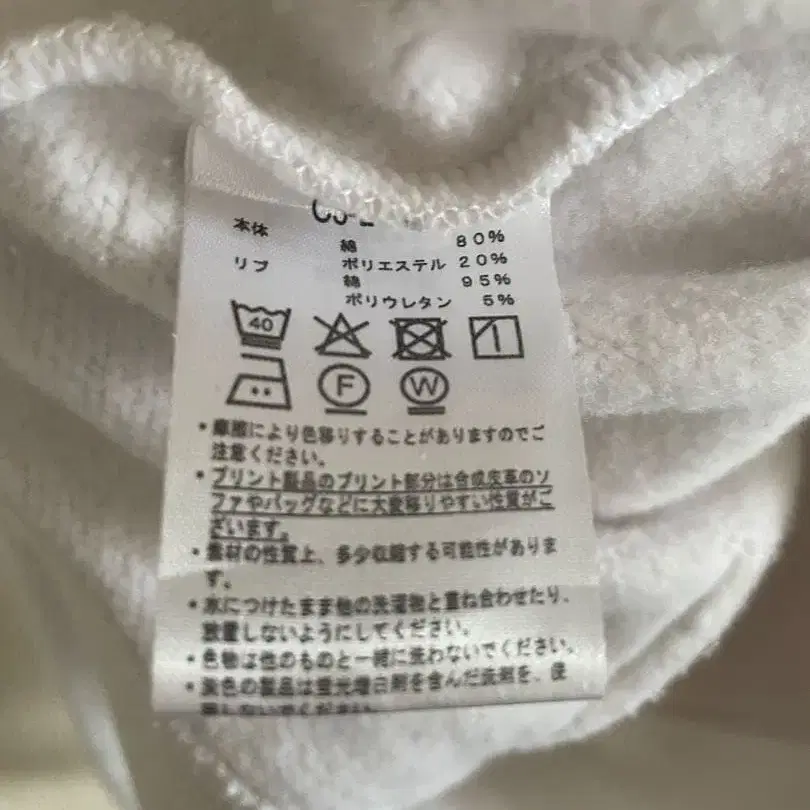 本体 綿 80%
リブ ポリエステル 20%
綿 95%
ポリウレタン 5%
40
F W
・摩擦により色移りすることがありますのでご
注意ください。
・プリント製品のプリント部分は合成皮革のソ
ファやバッグなどに大変移りやすい性質がご
ざいます。
・素材の性質上、多少収縮する可能性がありま
す。
・水につけたまま他の洗濯物と重ね合わせたり、
放置しないようにしてください。
・色物は他のものと一緒に洗わないでください。
・淡色の製品は蛍光増白剤を含んだ洗剤を、使
用しないでください。